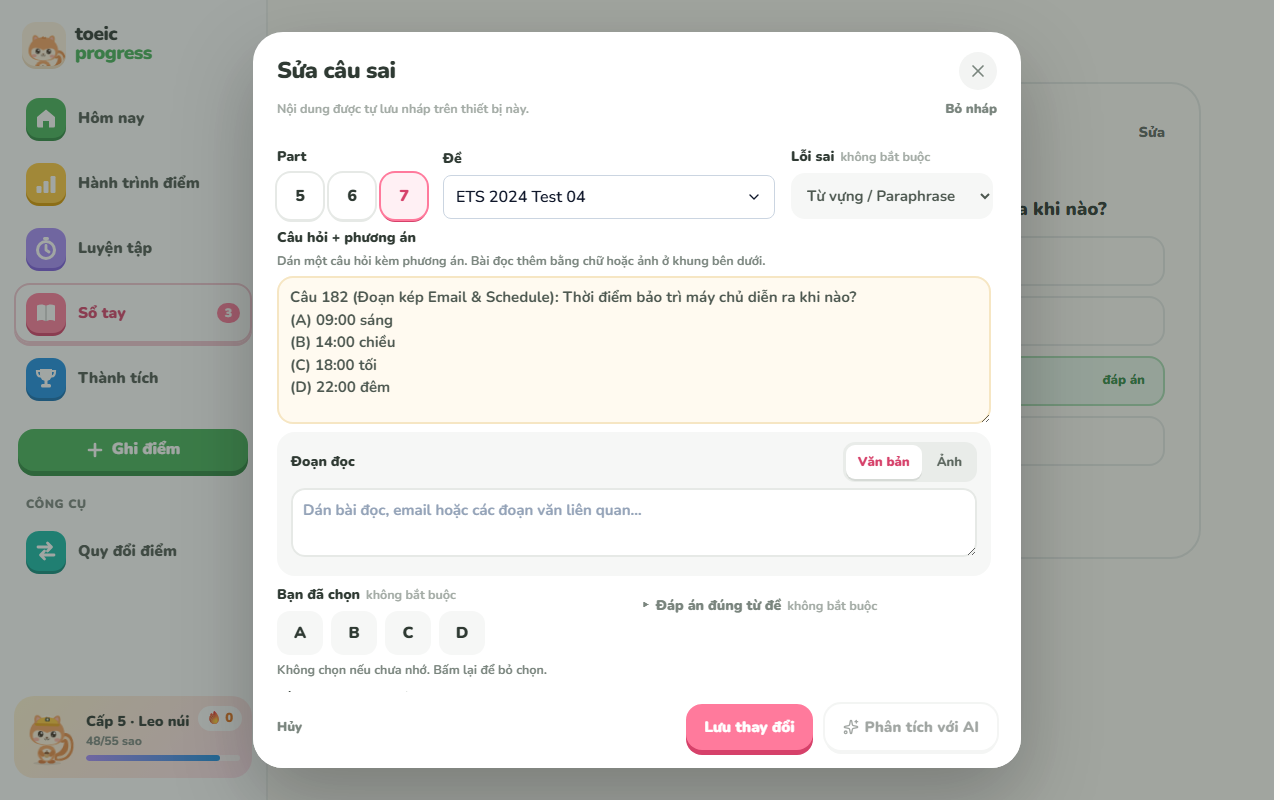 toeic
progress
Hôm nay
Hành trình điểm
Luyện tập
Sổ tay 3
Thành tích
Ghi điểm
CÔNG CỤ
Quy đổi điểm
Cấp 5 · Leo núi 0
48/55 sao
Sửa câu sai
Nội dung được tự lưu nháp trên thiết bị này. Bỏ nháp
Part
5 6 7
Đề
ETS 2024 Test 04
Lỗi sai không bắt buộc
Từ vựng / Paraphrase
Câu hỏi + phương án
Dán một câu hỏi kèm phương án. Bài đọc thêm bằng chữ hoặc ảnh ở khung bên dưới.
Câu 182 (Đoạn kép Email & Schedule): Thời điểm bảo trì máy chủ diễn ra khi nào?
(A) 09:00 sáng
(B) 14:00 chiều
(C) 18:00 tối
(D) 22:00 đêm
Đoạn đọc Văn bản Ảnh
Dán bài đọc, email hoặc các đoạn văn liên quan...
Bạn đã chọn không bắt buộc
A B C D
Không chọn nếu chưa nhớ. Bấm lại để bỏ chọn.
Đáp án đúng từ đề không bắt buộc
Hủy Lưu thay đổi Phân tích với AI
Sửa
khi nào?
đáp án